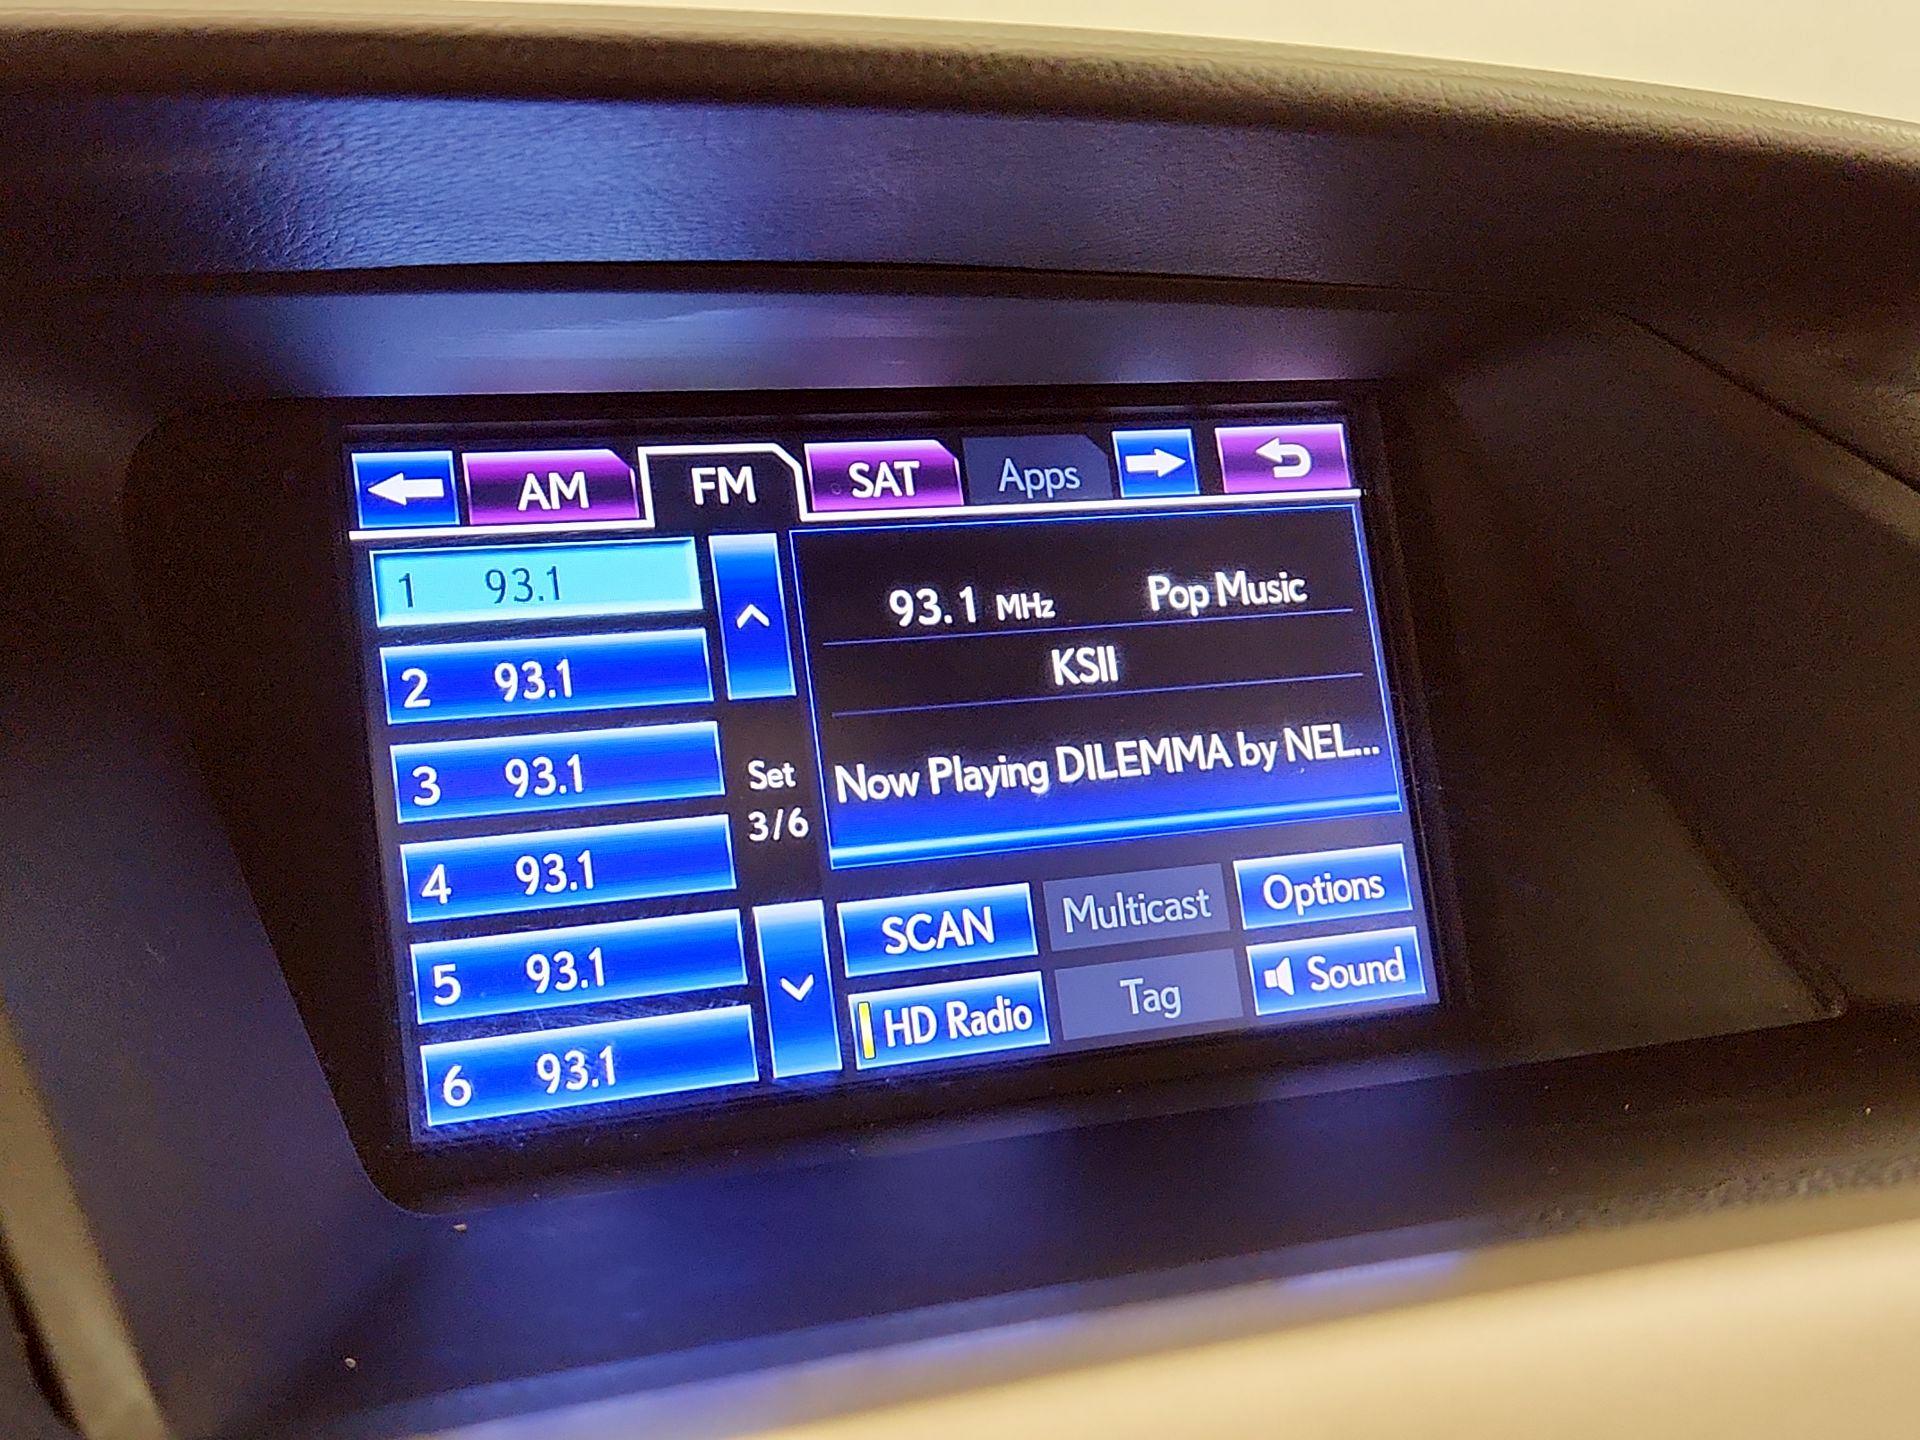 AM FM SAT Apps
1 93.1
2 93.1
3 93.1
4 93.1
5 93.1
6 93.1
Set
3/6
93.1 MHz Pop Music
KSII
Now Playing DILEMMA by NEL...
SCAN Multicast Options
HD Radio Tag Sound